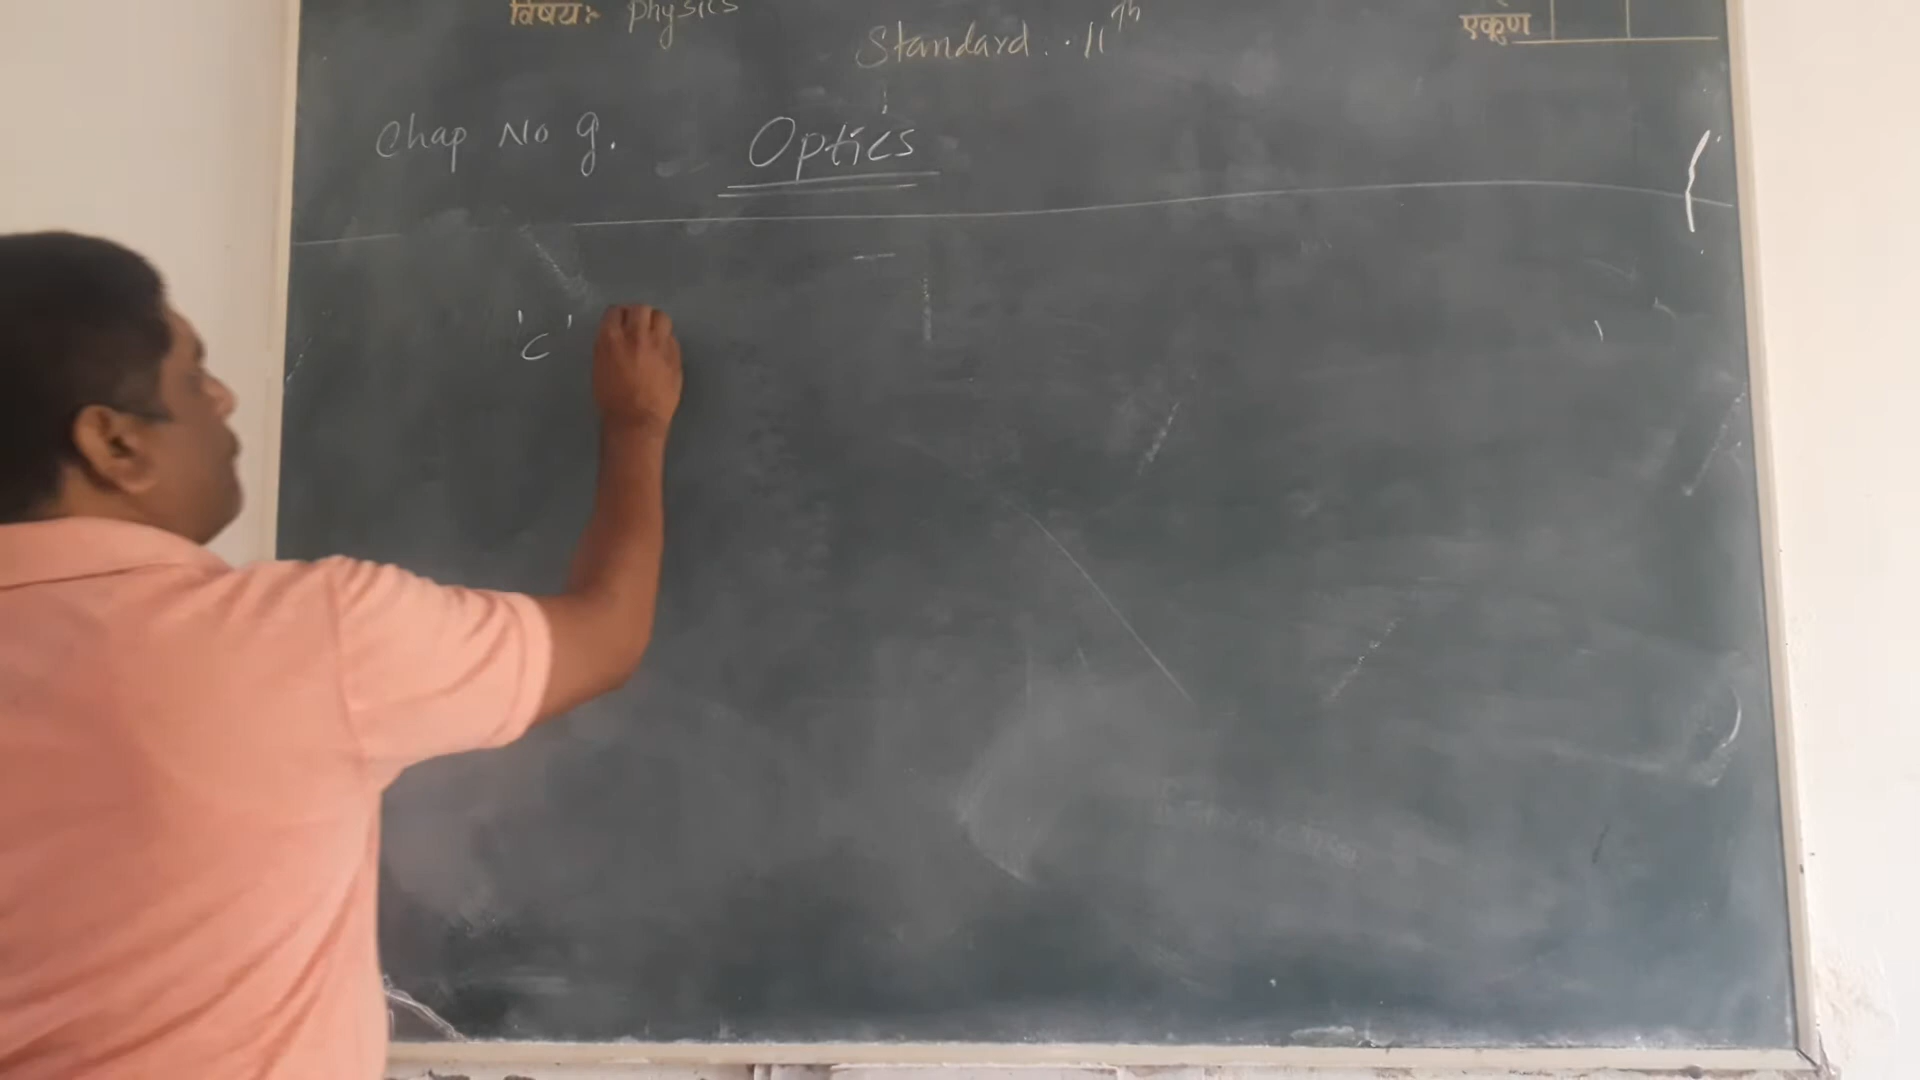 विषय:- physics
एकूण
Standard : 11th
Chap No 9. Optics
'c'